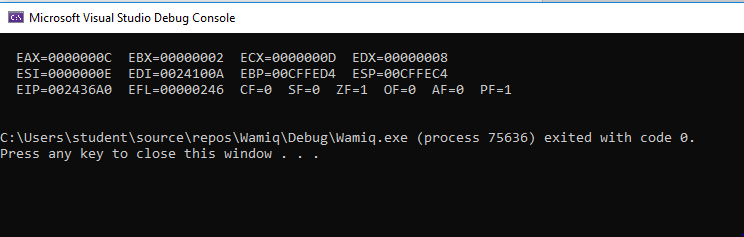 Microsoft Visual Studio Debug Console
EAX=0000000C EBX=00000002 ECX=0000000D EDX=00000008
ESI=0000000E EDI=0024100A EBP=00CFFED4 ESP=00CFFEC4
EIP=002436A0 EFL=00000246 CF=0 SF=0 ZF=1 OF=0 AF=0 PF=1
C:\Users\student\source\repos\Wamiq\Debug\Wamiq.exe (process 75636) exited with code 0.
Press any key to close this window . . .